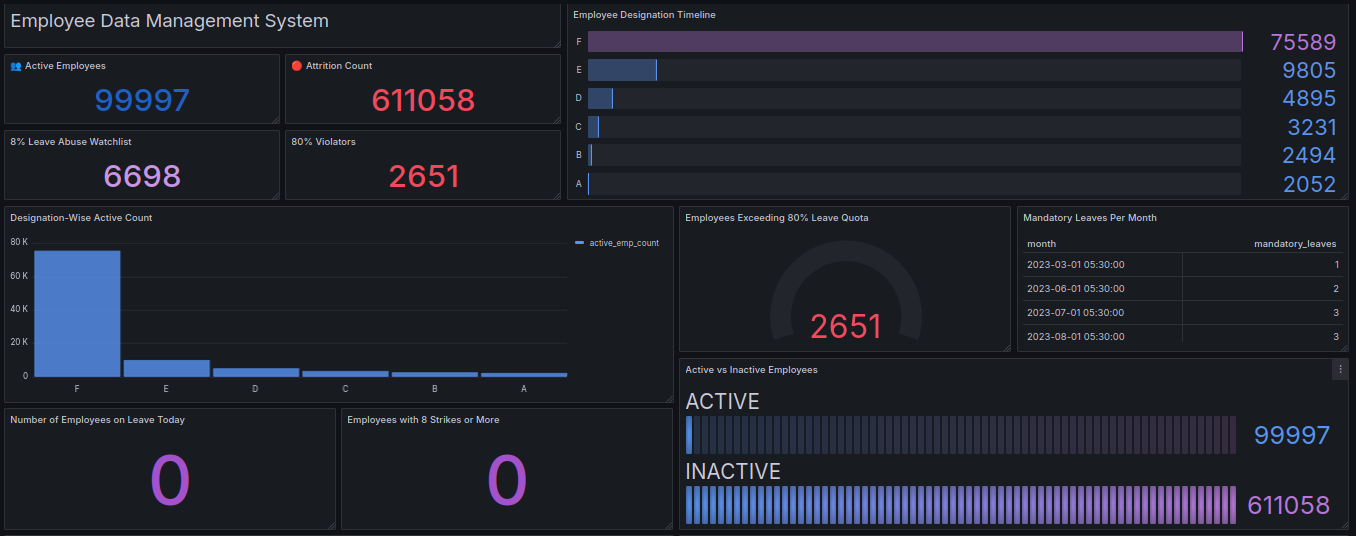 Employee Data Management System
Active Employees
99997
Attrition Count
611058
8% Leave Abuse Watchlist
6698
80% Violators
2651
Employee Designation Timeline
F 75589
E 9805
D 4895
C 3231
B 2494
A 2052
Designation-Wise Active Count
80 K
60 K
40 K
20 K
0
F E D C B A
active_emp_count
Employees Exceeding 80% Leave Quota
2651
Mandatory Leaves Per Month
month mandatory_leaves
2023-03-01 05:30:00 1
2023-06-01 05:30:00 2
2023-07-01 05:30:00 3
2023-08-01 05:30:00 3
Number of Employees on Leave Today
0
Employees with 8 Strikes or More
0
Active vs Inactive Employees
ACTIVE
99997
INACTIVE
611058